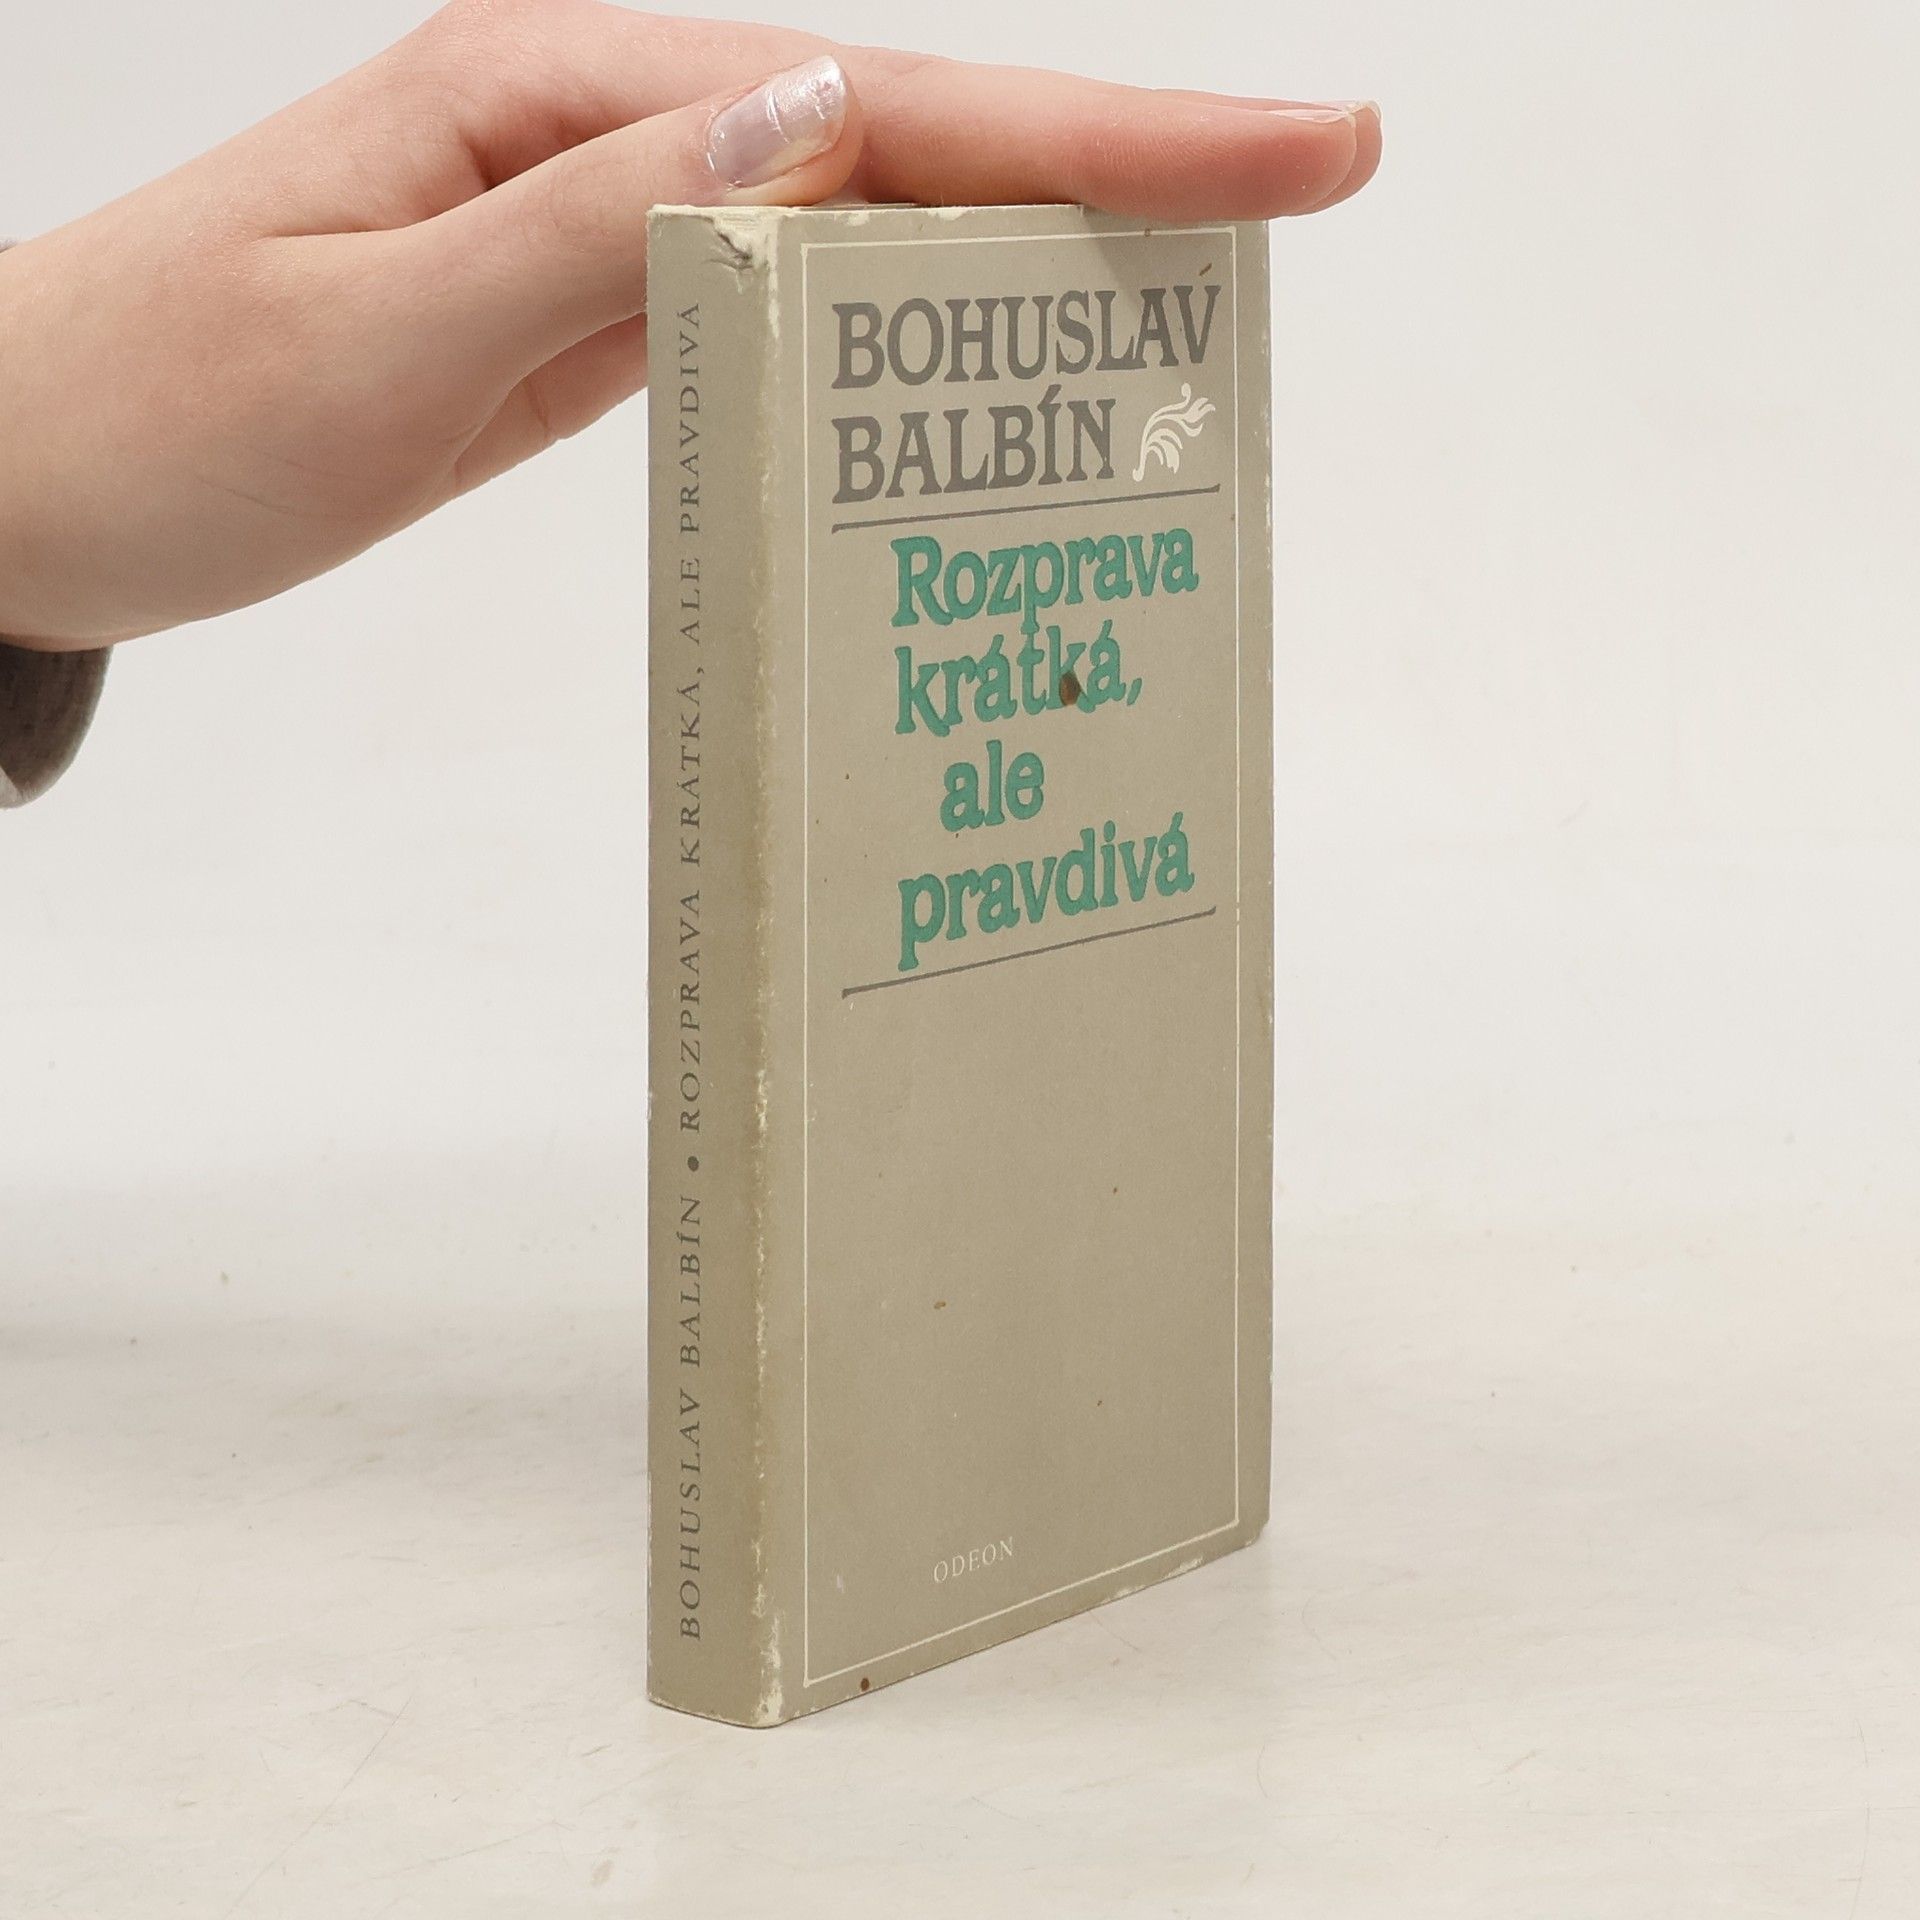 BOHUSLAV BALBÍN • ROZPRAVA KRÁTKÁ, ALE PRAVDIVÁ
BOHUSLAV
BALBÍN
Rozprava
krátká,
ale
pravdivá
ODEON